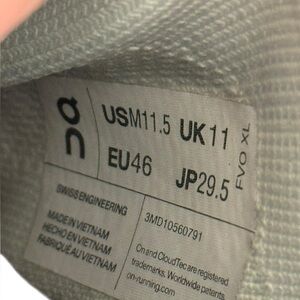 on
USM11.5 UK11
EU46 JP29.5
FVO XL
SWISS ENGINEERING
MADE IN VIETNAM
HECHO EN VIETNAM
FABRIQUÉ AU VIETNAM
3MD10560791
On and CloudTec are registered
trademarks. Worldwide patents
on-running.com